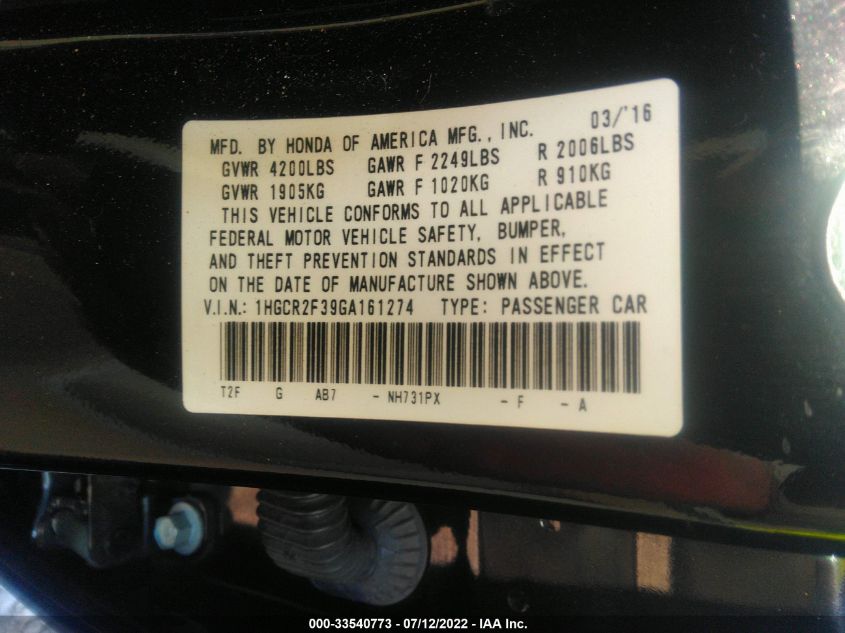 MFD. BY HONDA OF AMERICA MFG., INC. 03/'16
GVWR 4200LBS GAWR F 2249LBS R 2006LBS
GVWR 1905KG GAWR F 1020KG R 910KG
THIS VEHICLE CONFORMS TO ALL APPLICABLE
FEDERAL MOTOR VEHICLE SAFETY, BUMPER,
AND THEFT PREVENTION STANDARDS IN EFFECT
ON THE DATE OF MANUFACTURE SHOWN ABOVE.
V.I.N.: 1HGCR2F39GA161274 TYPE: PASSENGER CAR
T2F G AB7 - NH731PX - F - A
000-33540773 - 07/12/2022 - IAA Inc.